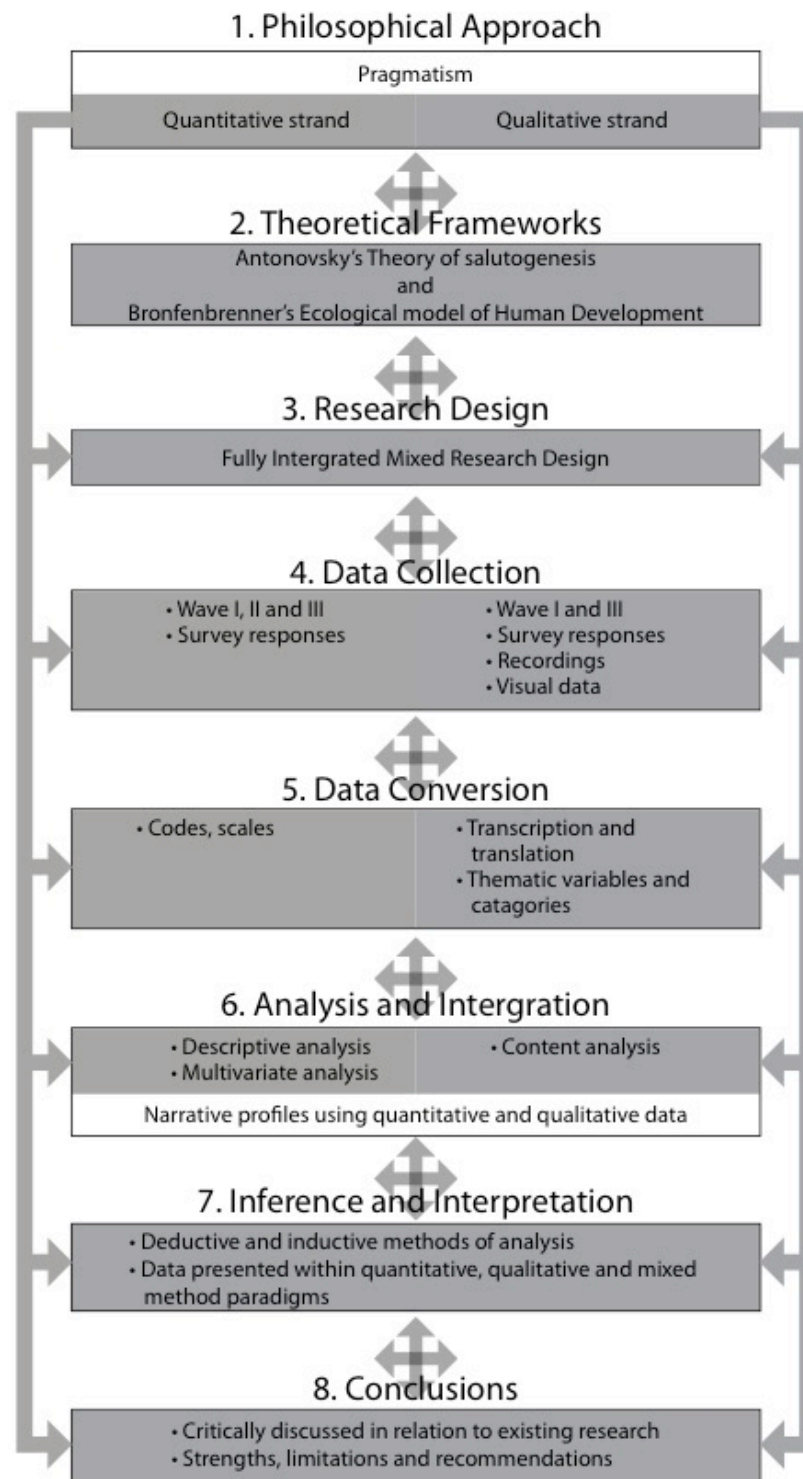 1. Philosophical Approach
Pragmatism
Quantitative strand
Qualitative strand
2. Theoretical Frameworks
Antonovsky's Theory of salutogenesis
and
Bronfenbrenner's Ecological model of Human Development
3. Research Design
Fully Intergrated Mixed Research Design
4. Data Collection
• Wave I, II and III
• Survey responses
• Wave I and III
• Survey responses
• Recordings
• Visual data
5. Data Conversion
• Codes, scales
• Transcription and
translation
• Thematic variables and
catagories
6. Analysis and Intergration
• Descriptive analysis
• Multivariate analysis
• Content analysis
Narrative profiles using quantitative and qualitative data
7. Inference and Interpretation
• Deductive and inductive methods of analysis
• Data presented within quantitative, qualitative and mixed
method paradigms
8. Conclusions
• Critically discussed in relation to existing research
• Strengths, limitations and recommendations